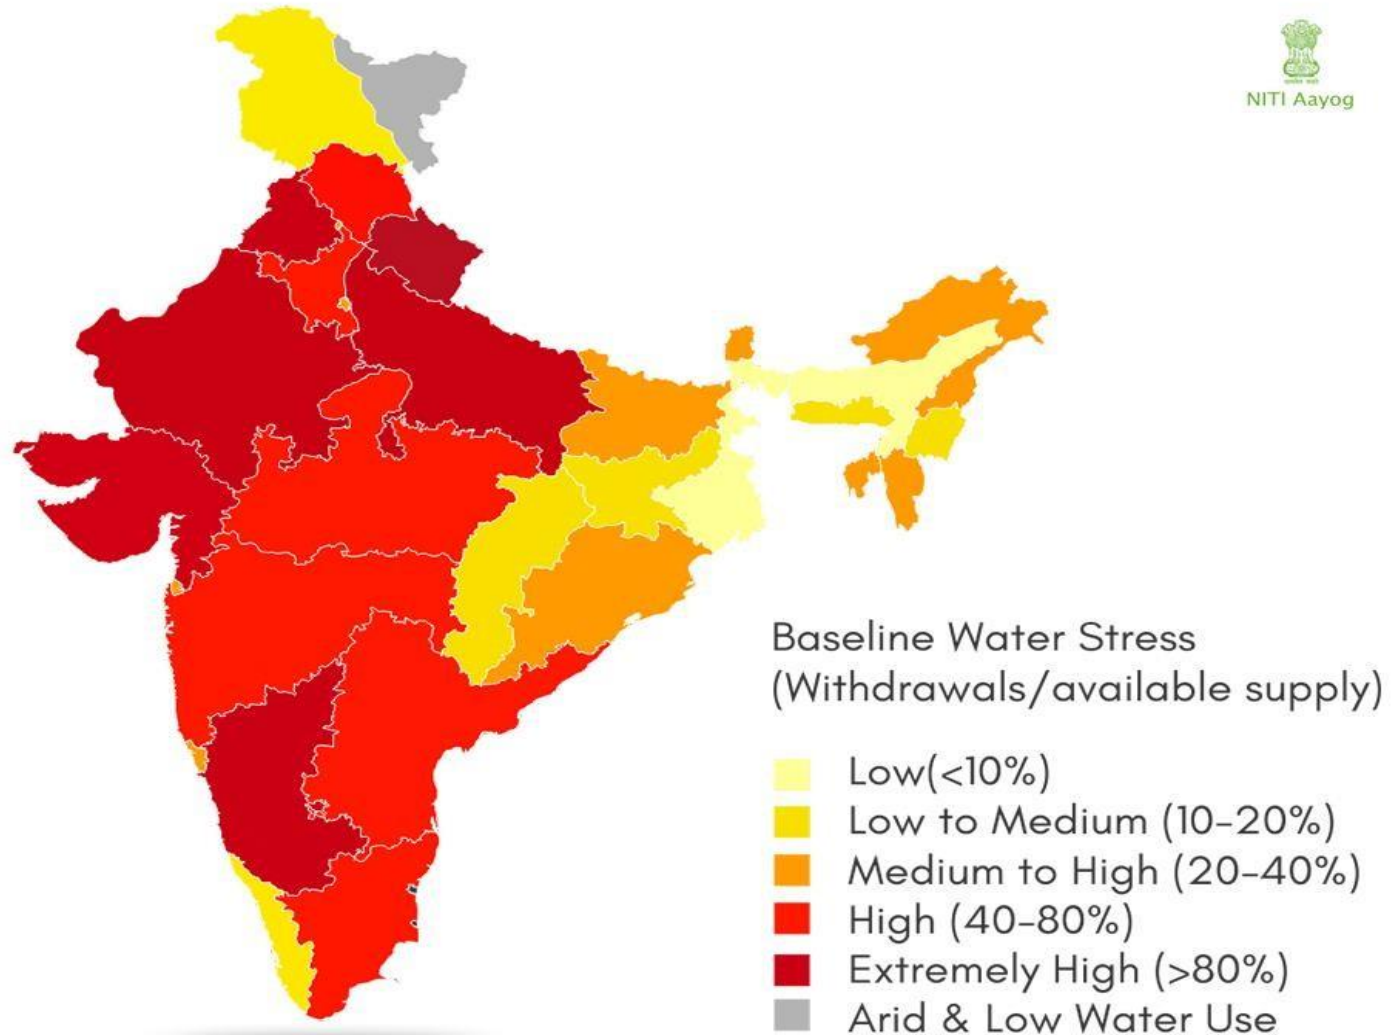 NITI Aayog
Baseline Water Stress
(Withdrawals/available supply)
Low(<10%)
Low to Medium (10-20%)
Medium to High (20-40%)
High (40-80%)
Extremely High (>80%)
Arid & Low Water Use